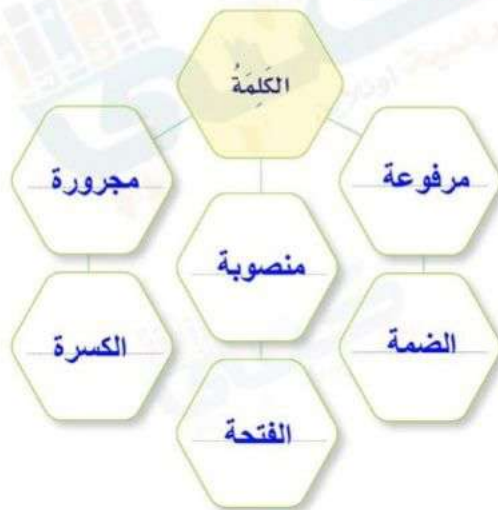 الكَلِمَةُ
مرفوعة
منصوبة
مجرورة
الضمة
الفتحة
الكسرة